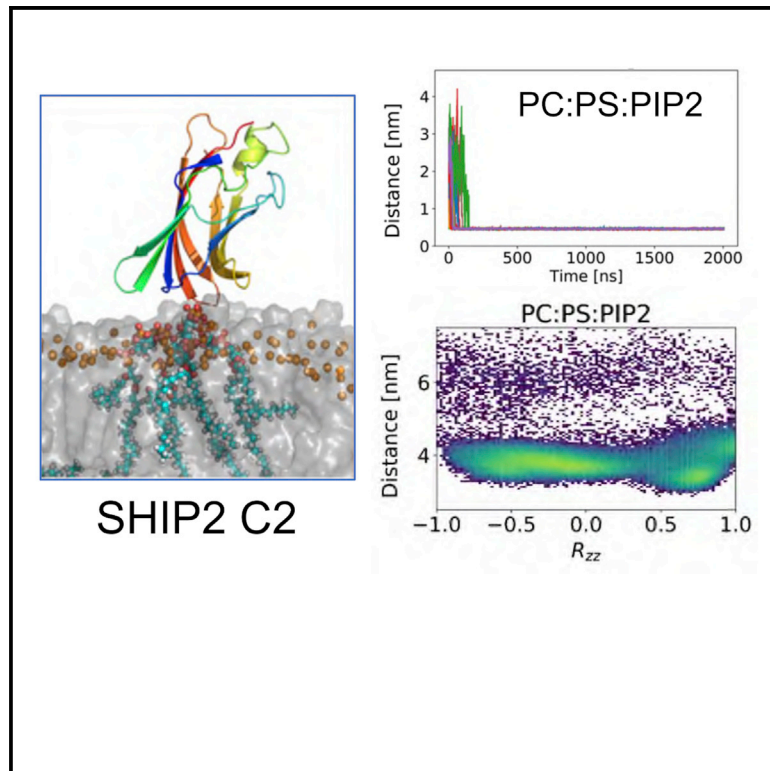 PC:PS:PIP2
Distance [nm]
4
3
2
1
0
0 500 1000 1500 2000
Time [ns]
PC:PS:PIP2
Distance [nm]
6
4
−1.0 −0.5 0.0 0.5 1.0
Rzz
SHIP2 C2